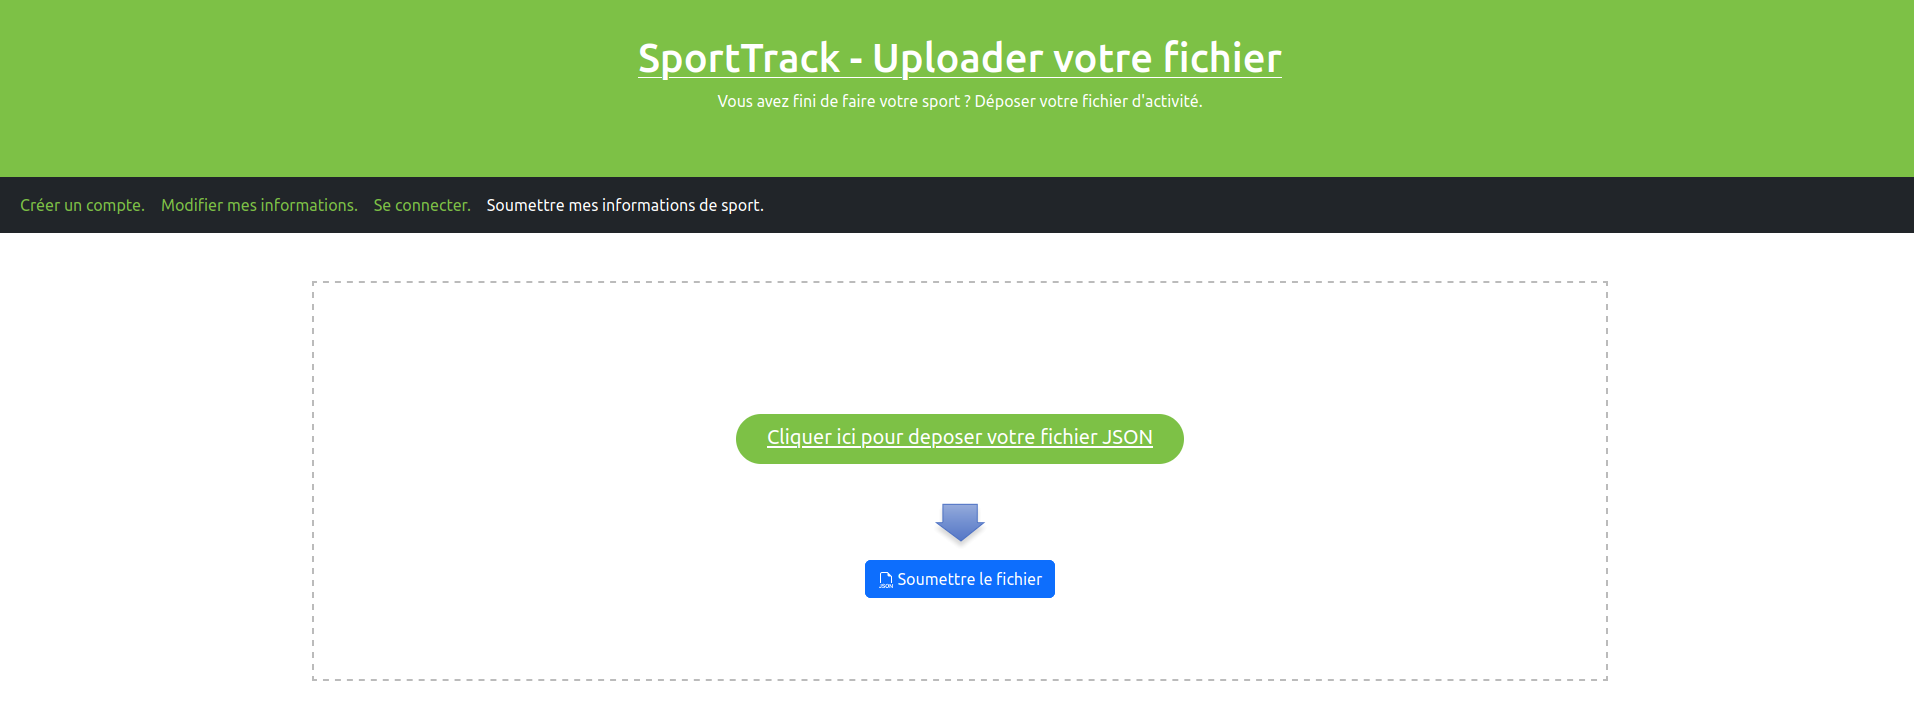 SportTrack - Uploader votre fichier
Vous avez fini de faire votre sport ? Déposer votre fichier d'activité.
Créer un compte. Modifier mes informations. Se connecter. Soumettre mes informations de sport.
Cliquer ici pour deposer votre fichier JSON
JSON Soumettre le fichier